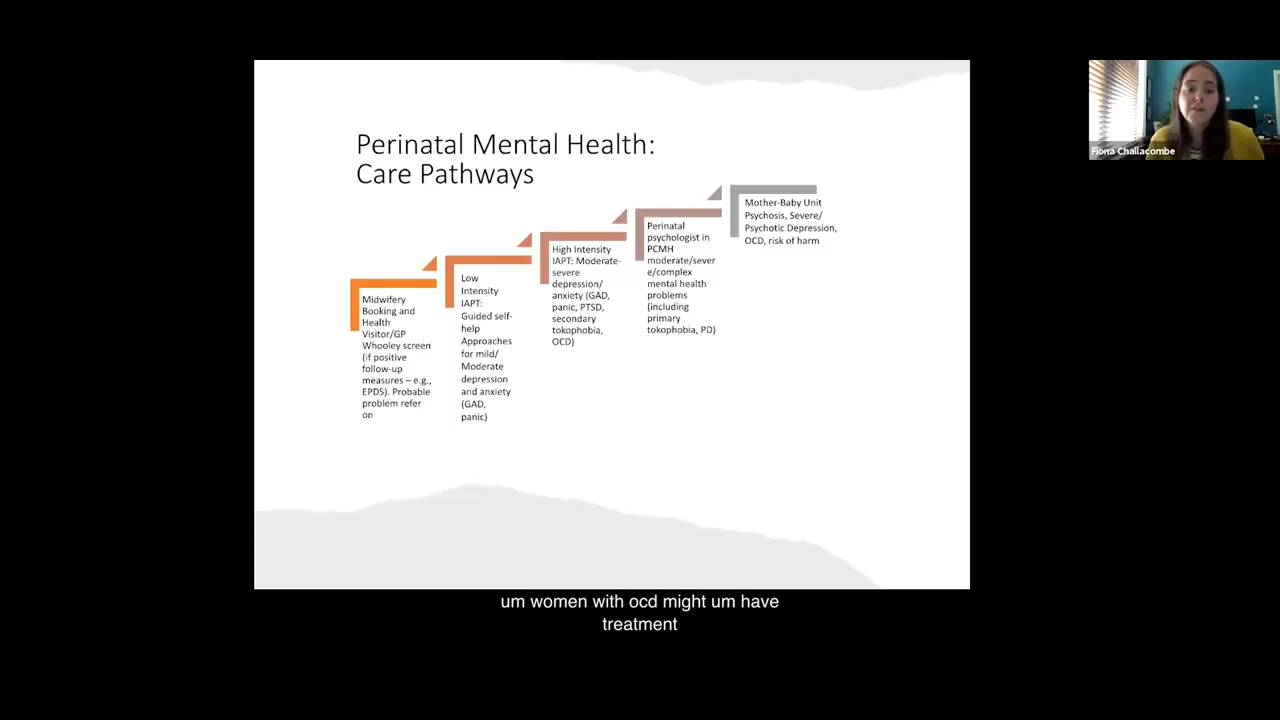 Perinatal Mental Health:
Care Pathways
Midwifery
Booking and
Health
Visitor/GP
Whooley screen
(if positive
follow-up
measures – e.g.,
EPDS). Probable
problem refer
on
Low
Intensity
IAPT:
Guided self-
help
Approaches
for mild/
Moderate
depression
and anxiety
(GAD,
panic)
High Intensity
IAPT: Moderate-
severe
depression/
anxiety (GAD,
panic, PTSD,
secondary
tokophobia,
OCD)
Perinatal
psychologist in
PCMH
moderate/sever
e/complex
mental health
problems
(including
primary
tokophobia, PD)
Mother-Baby Unit
Psychosis, Severe/
Psychotic Depression,
OCD, risk of harm
Fiona Challacombe
um women with ocd might um have
treatment